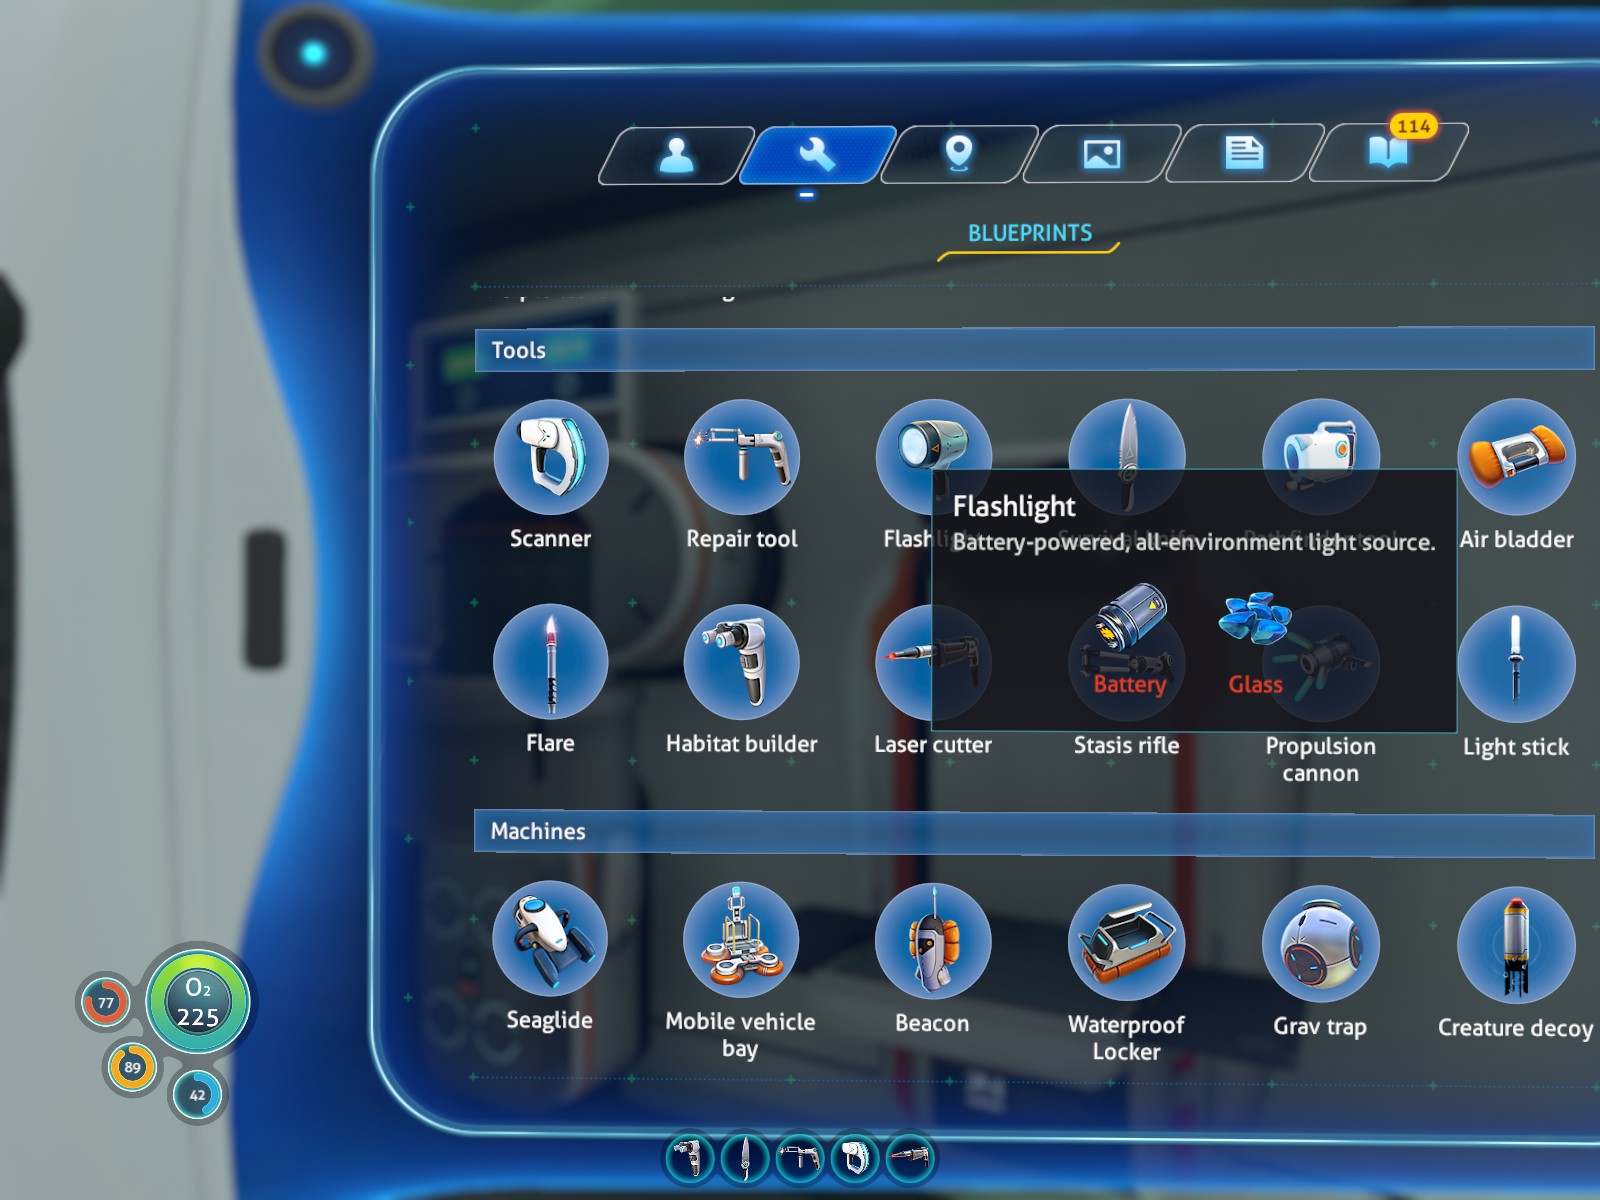 114
BLUEPRINTS
Tools
Scanner
Repair tool
Flashlight
Air bladder
Flashlight
Battery-powered, all-environment light source.
Battery
Glass
Flare
Habitat builder
Laser cutter
Stasis rifle
Propulsion
cannon
Light stick
Machines
Seaglide
Mobile vehicle
bay
Beacon
Waterproof
Locker
Grav trap
Creature decoy
77
O₂
225
89
42